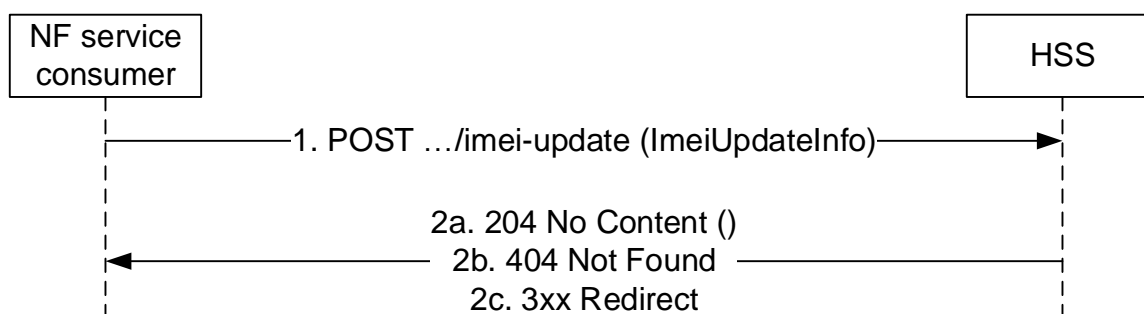 NF service
consumer
HSS
1. POST …/imei-update (ImeiUpdateInfo)
2a. 204 No Content ()
2b. 404 Not Found
2c. 3xx Redirect